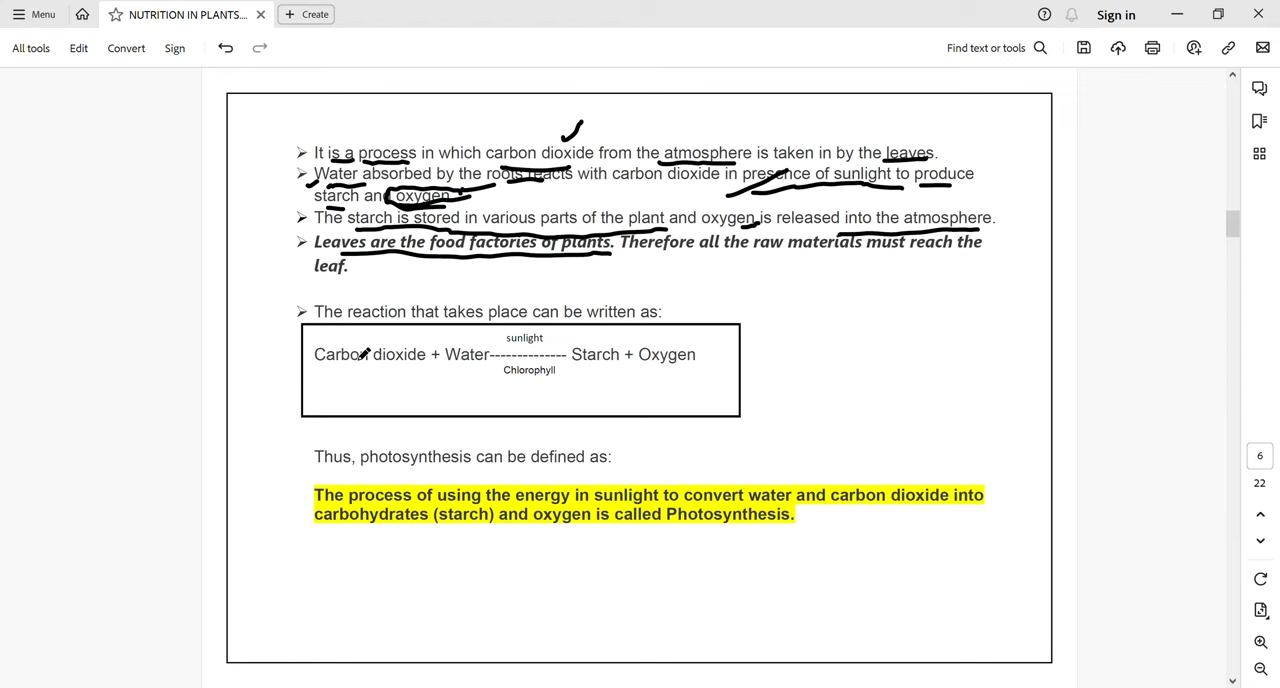 Menu
NUTRITION IN PLANTS....
Create
Sign in
All tools
Edit
Convert
Sign
Find text or tools
It is a process in which carbon dioxide from the atmosphere is taken in by the leaves.
Water absorbed by the roots reacts with carbon dioxide in presence of sunlight to produce
starch and oxygen.
The starch is stored in various parts of the plant and oxygen is released into the atmosphere.
Leaves are the food factories of plants. Therefore all the raw materials must reach the
leaf.
The reaction that takes place can be written as:
sunlight
Carbon dioxide + Water-------------- Starch + Oxygen
Chlorophyll
Thus, photosynthesis can be defined as:
The process of using the energy in sunlight to convert water and carbon dioxide into
carbohydrates (starch) and oxygen is called Photosynthesis.
6
22